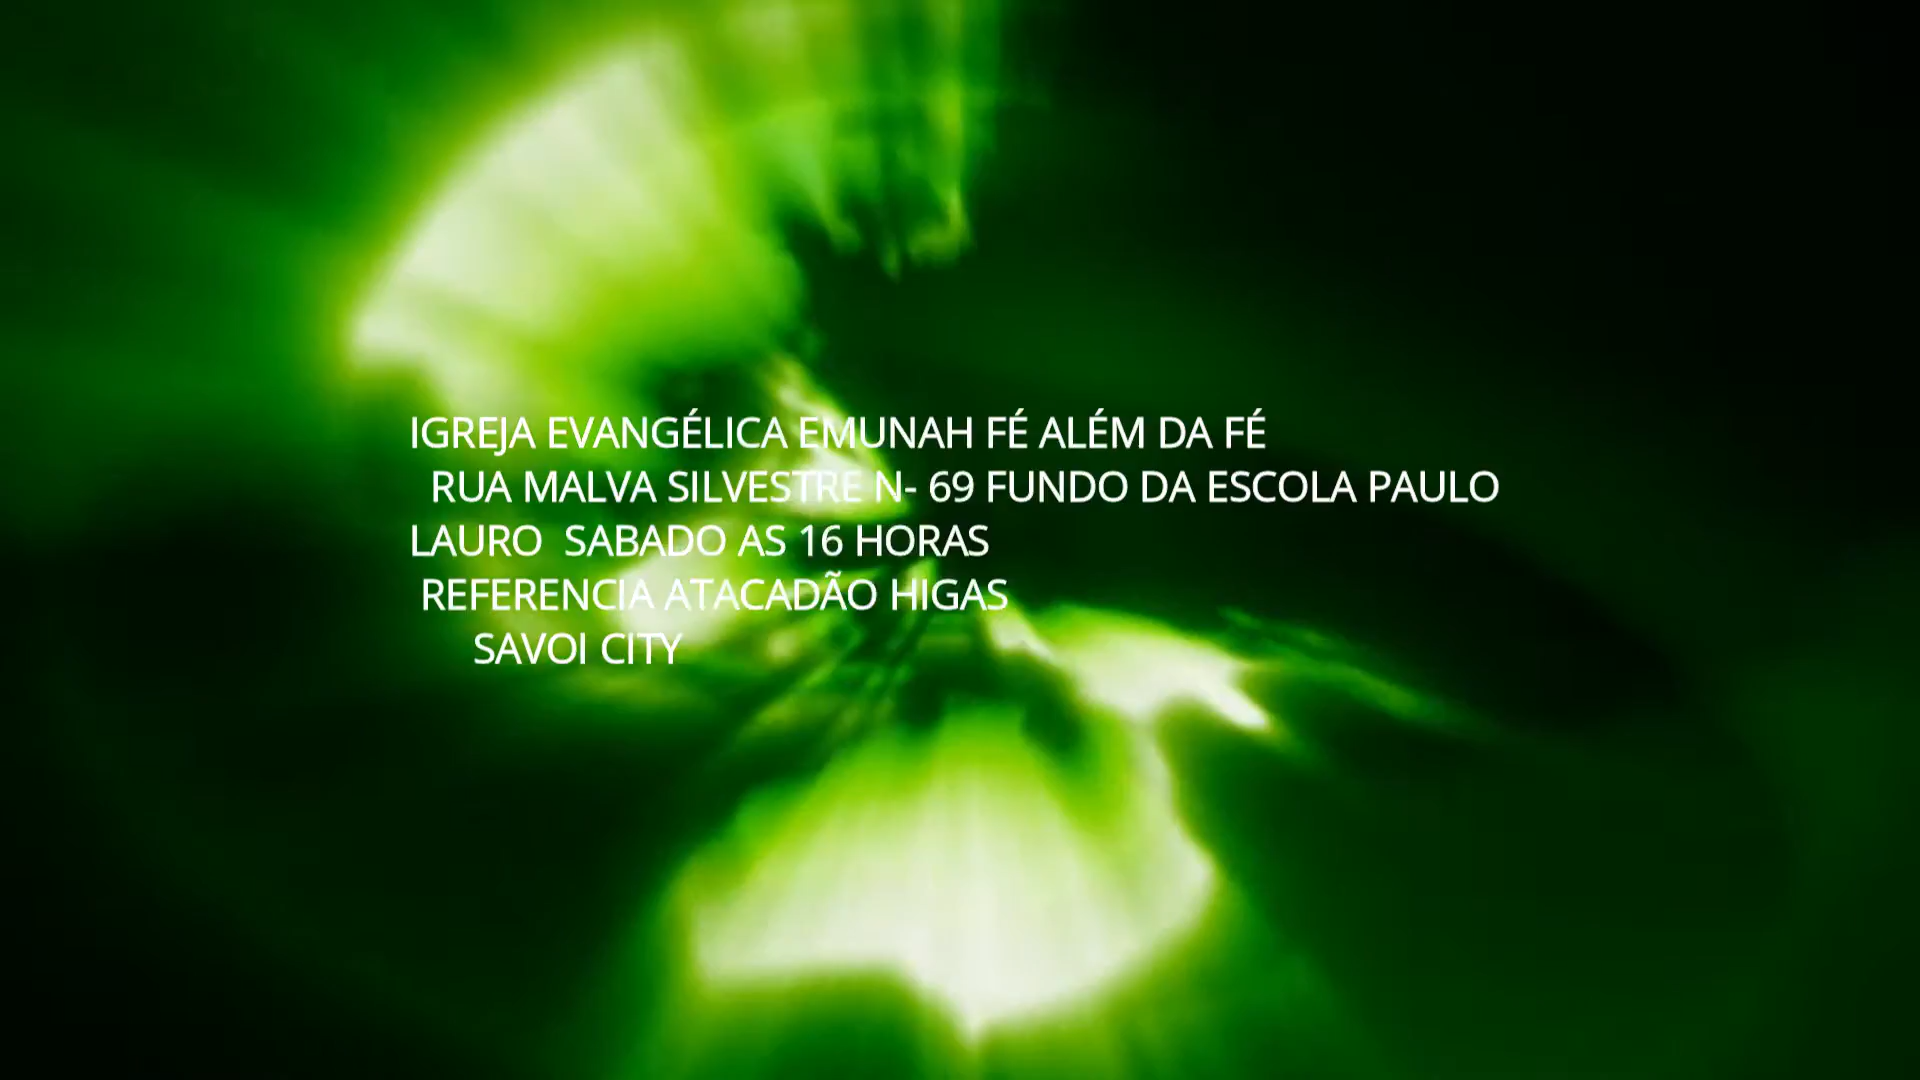 IGREJA EVANGÉLICA EMUNAH FÉ ALÉM DA FÉ
RUA MALVA SILVESTRE N- 69 FUNDO DA ESCOLA PAULO
LAURO  SABADO AS 16 HORAS
REFERENCIA ATACADÃO HIGAS
SAVOI CITY